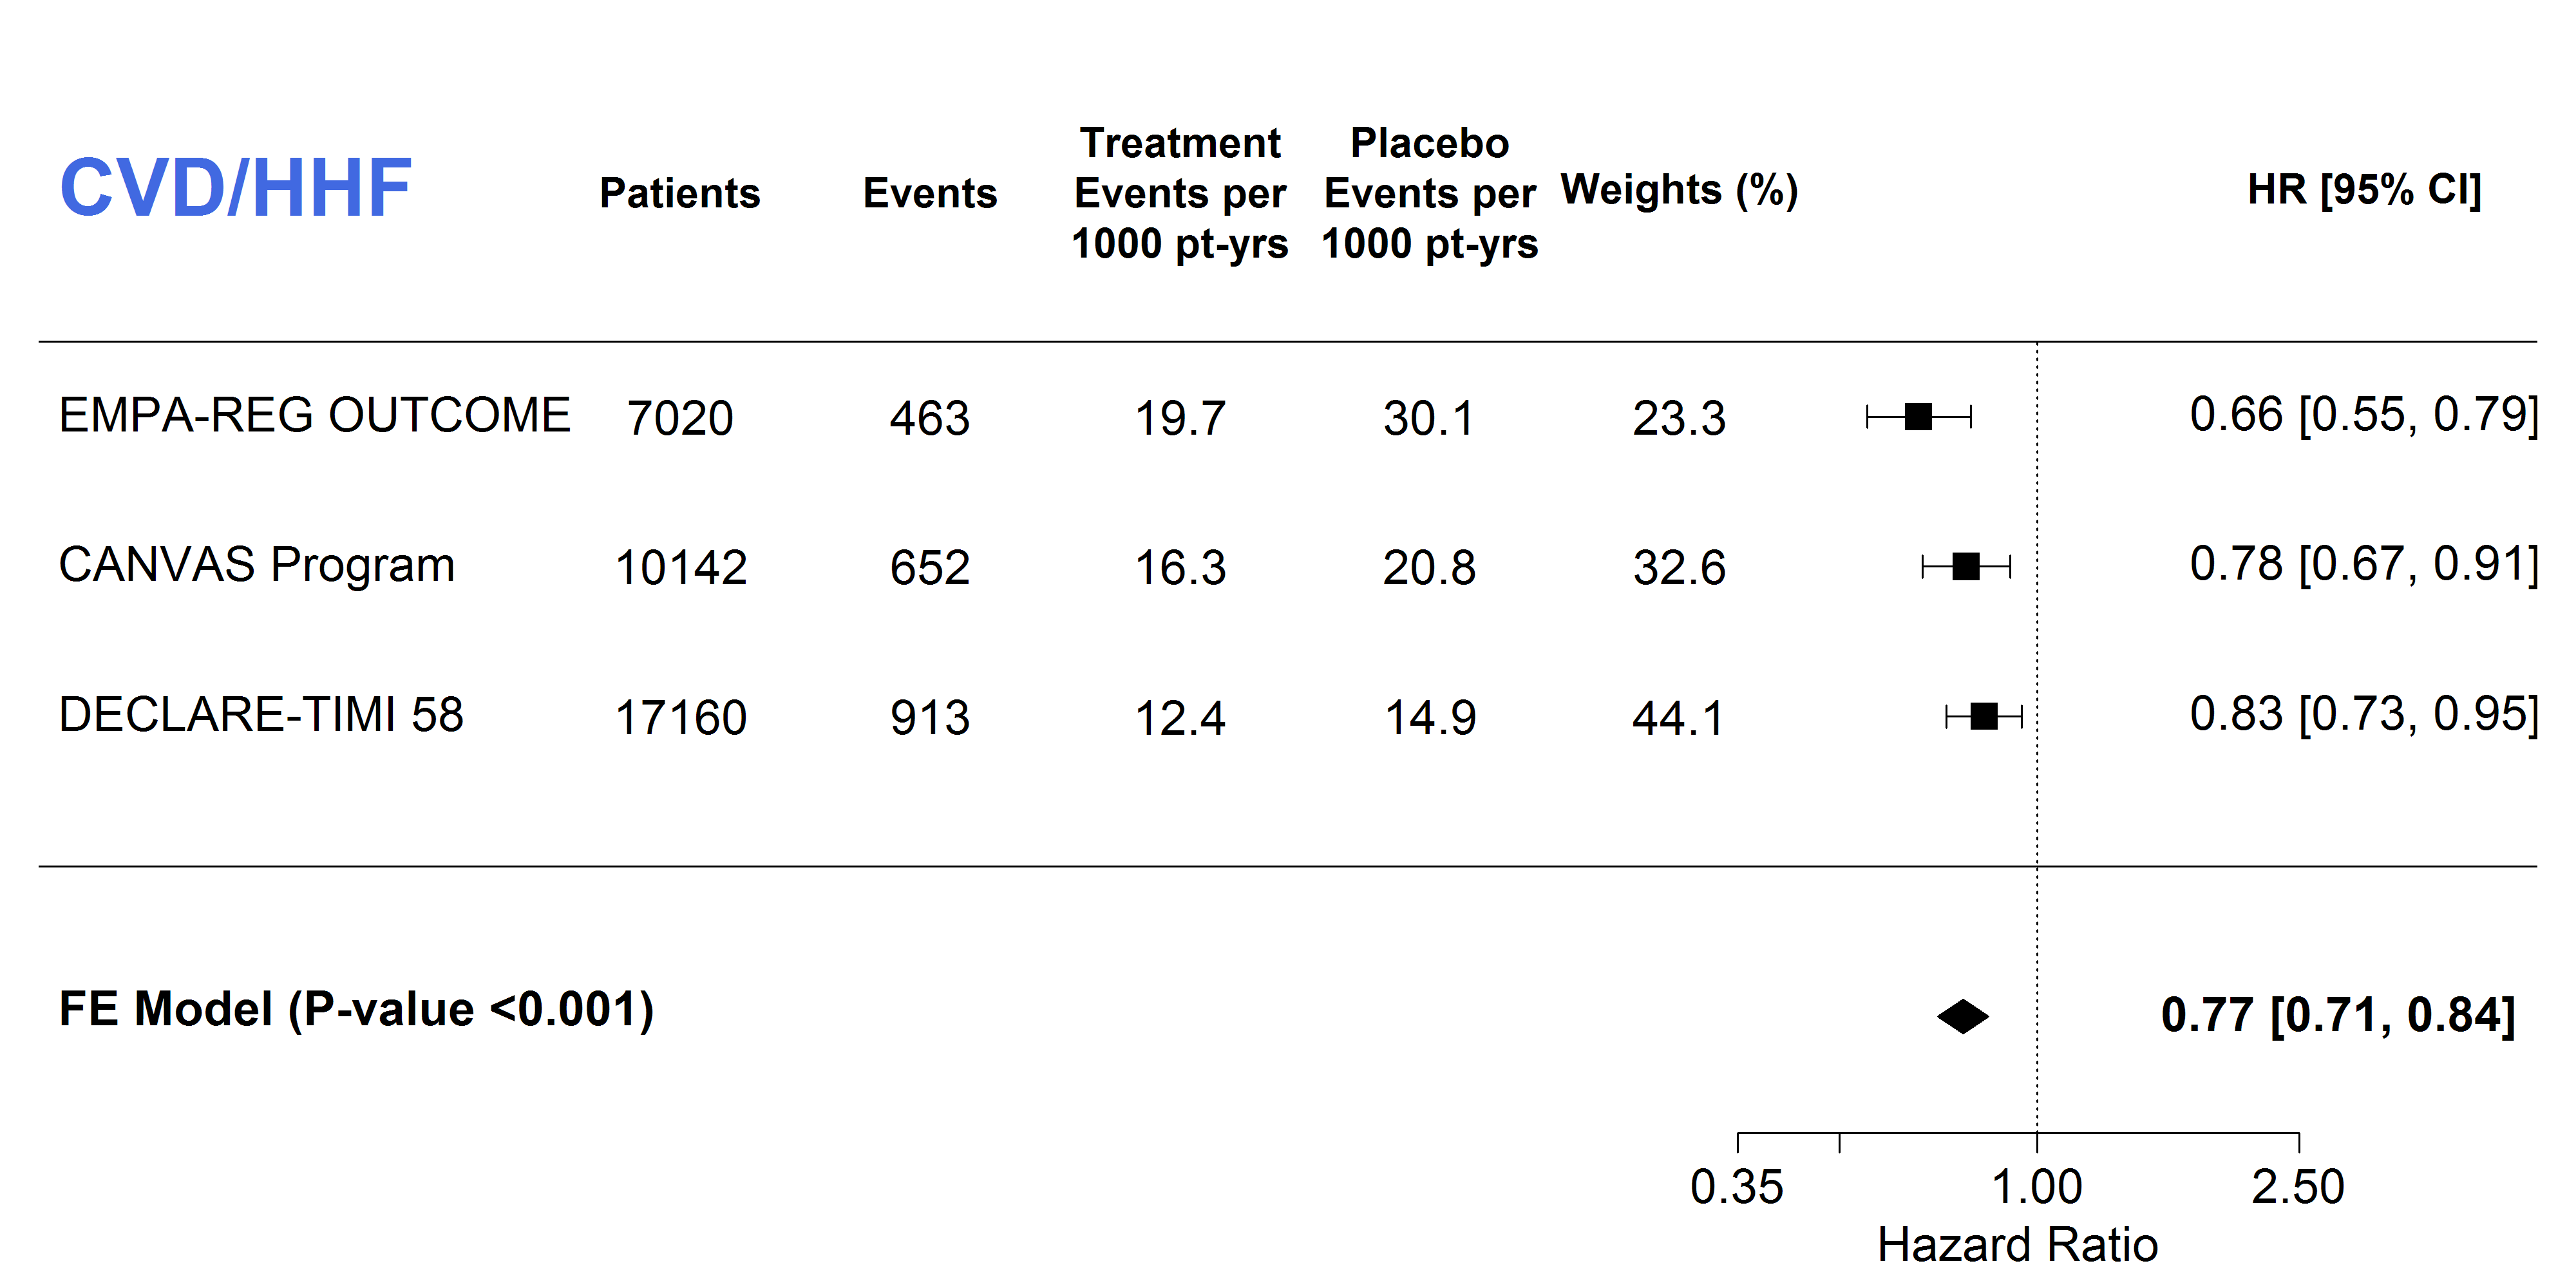 CVD/HHF Patients Events Treatment Events per 1000 pt-yrs Placebo Events per 1000 pt-yrs Weights (%) HR [95% CI]
EMPA-REG OUTCOME 7020 463 19.7 30.1 23.3 0.66 [0.55, 0.79]
CANVAS Program 10142 652 16.3 20.8 32.6 0.78 [0.67, 0.91]
DECLARE-TIMI 58 17160 913 12.4 14.9 44.1 0.83 [0.73, 0.95]
FE Model (P-value <0.001) 0.77 [0.71, 0.84]
0.35 1.00 2.50
Hazard Ratio